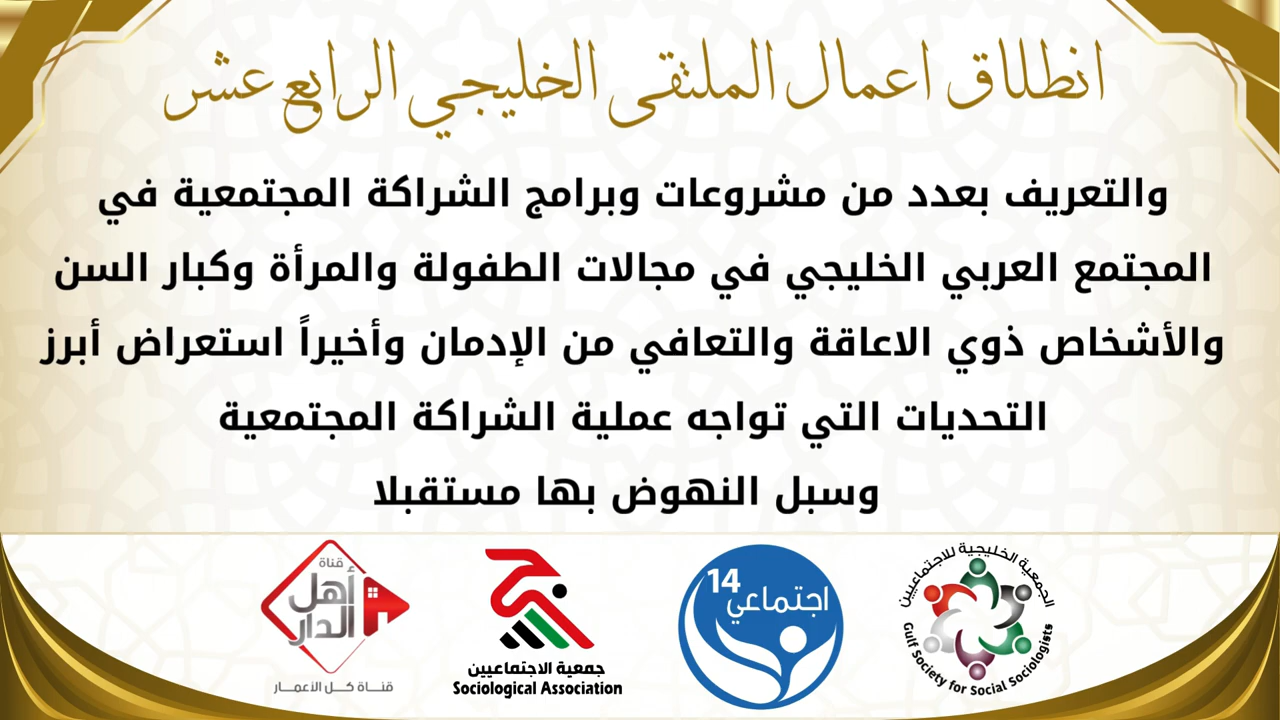 انطلاق اعمال الملتقى الخليجي الرابع عشر
والتعريف بعدد من مشروعات وبرامج الشراكة المجتمعية في
المجتمع العربي الخليجي في مجالات الطفولة والمرأة وكبار السن
والأشخاص ذوي الاعاقة والتعافي من الإدمان وأخيراً استعراض أبرز
التحديات التي تواجه عملية الشراكة المجتمعية
وسبل النهوض بها مستقبلا
الجمعية الخليجية للاجتماعيين
Gulf Society for Social Sociologists
اجتماعي 14
جمعية الاجتماعيين
Sociological Association
قناة
أهل
الدار
قناة كل الأعمار